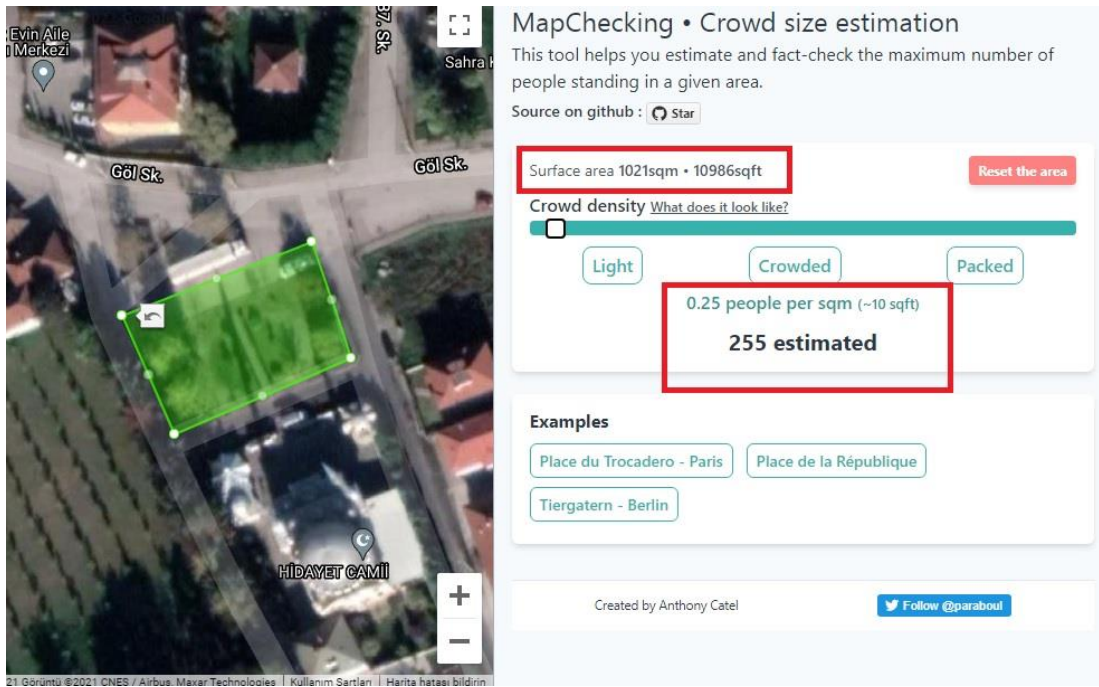 Evin Aile
Merkezi
37. Sk.
Sahra
Göl Sk.
Göl Sk.
HİDAYET CAMİİ
Görüntü ©2021 CNES / Airbus, Maxar Technologies
Kullanım Şartları
Harita hatası bildirin
MapChecking • Crowd size estimation
This tool helps you estimate and fact-check the maximum number of
people standing in a given area.
Source on github :
Star
Surface area 1021sqm • 10986sqft
Reset the area
Crowd density What does it look like?
Light
Crowded
Packed
0.25 people per sqm (~10 sqft)
255 estimated
Examples
Place du Trocadero - Paris
Place de la République
Tiergatern - Berlin
Created by Anthony Catel
Follow @paraboul